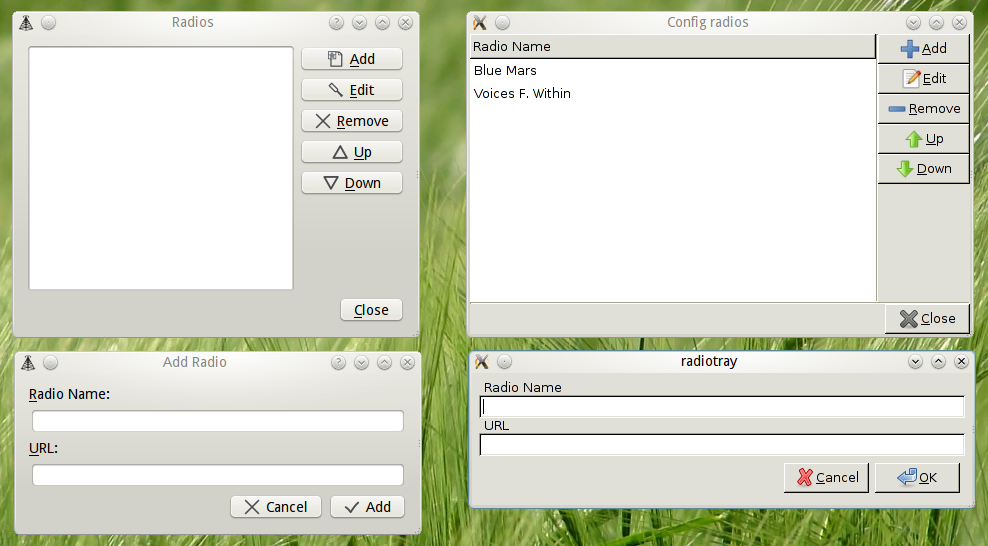 Radios
Add
Edit
Remove
Up
Down
Close
Config radios
Radio Name
Blue Mars
Voices F. Within
Add
Edit
Remove
Up
Down
Close
Add Radio
Radio Name:
URL:
Cancel
Add
radiotray
Radio Name
URL
Cancel
OK